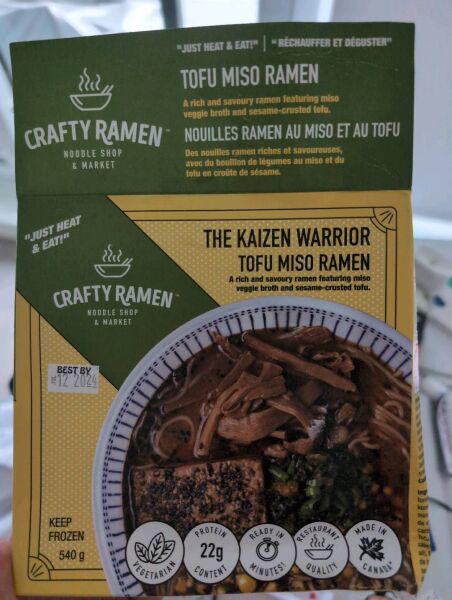 "JUST HEAT & EAT!" | "RÉCHAUFFER ET DÉGUSTER"
TOFU MISO RAMEN
A rich and savoury ramen featuring miso
veggie broth and sesame-crusted tofu.
CRAFTY RAMEN™
NOODLE SHOP
& MARKET
NOUILLES RAMEN AU MISO ET AU TOFU
Des nouilles ramen riches et savoureuses,
avec du bouillon de légumes au miso et du
tofu en croûte de sésame.
"JUST HEAT
& EAT!"
CRAFTY RAMEN™
NOODLE SHOP
& MARKET
THE KAIZEN WARRIOR
TOFU MISO RAMEN
A rich and savory ramen featuring miso
veggie broth and sesame-crusted tofu.
BEST BY
12 2024
KEEP
FROZEN
540 g
VEGETARIAN
PROTEIN
22g
CONTENT
READY IN
MINUTES!
RESTAURANT
QUALITY
MADE IN
CANADA